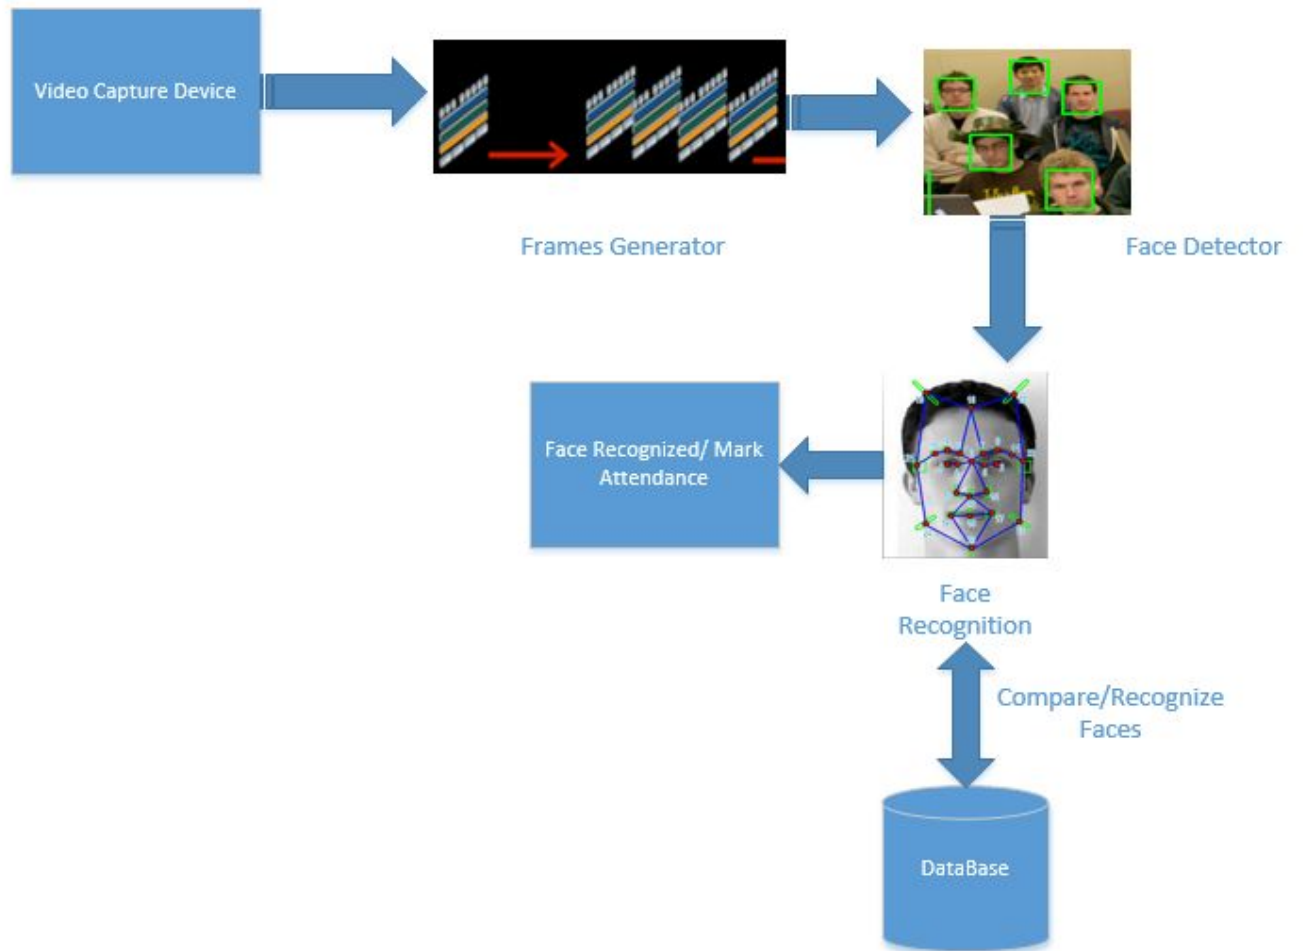 Video Capture Device
Frames Generator
Face Detector
Face Recognized/ Mark
Attendance
Face
Recognition
Compare/Recognize
Faces
DataBase